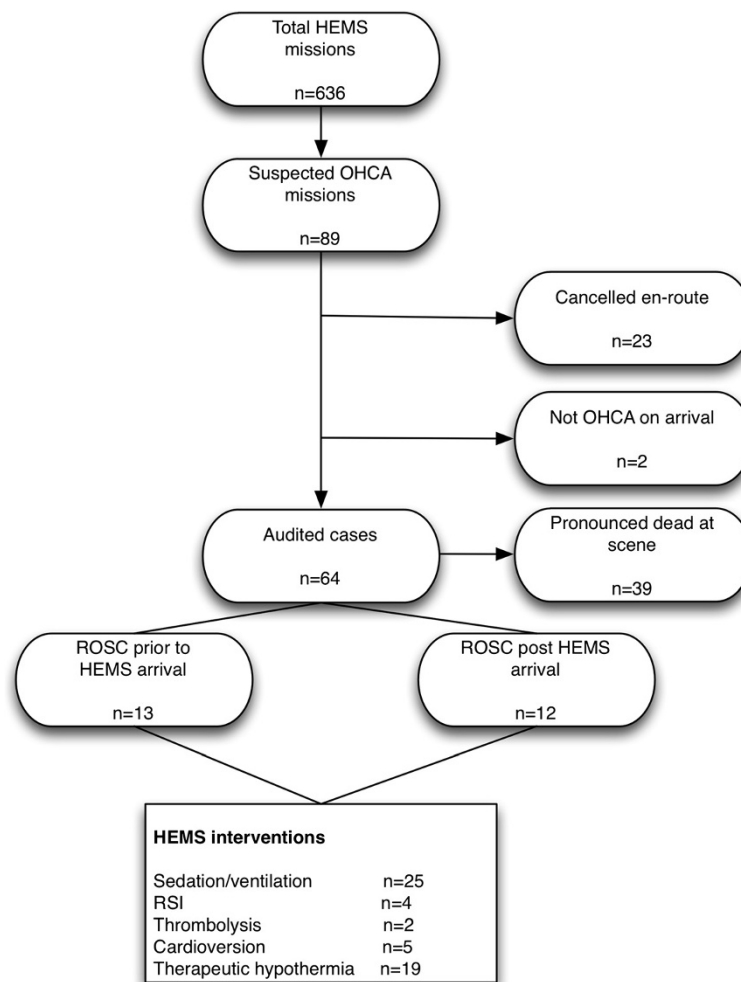 Total HEMS
missions
n=636
Suspected OHCA
missions
n=89
Cancelled en-route
n=23
Not OHCA on arrival
n=2
Audited cases
n=64
Pronounced dead at
scene
n=39
ROSC prior to
HEMS arrival
n=13
ROSC post HEMS
arrival
n=12
HEMS interventions
Sedation/ventilation n=25
RSI n=4
Thrombolysis n=2
Cardioversion n=5
Therapeutic hypothermia n=19